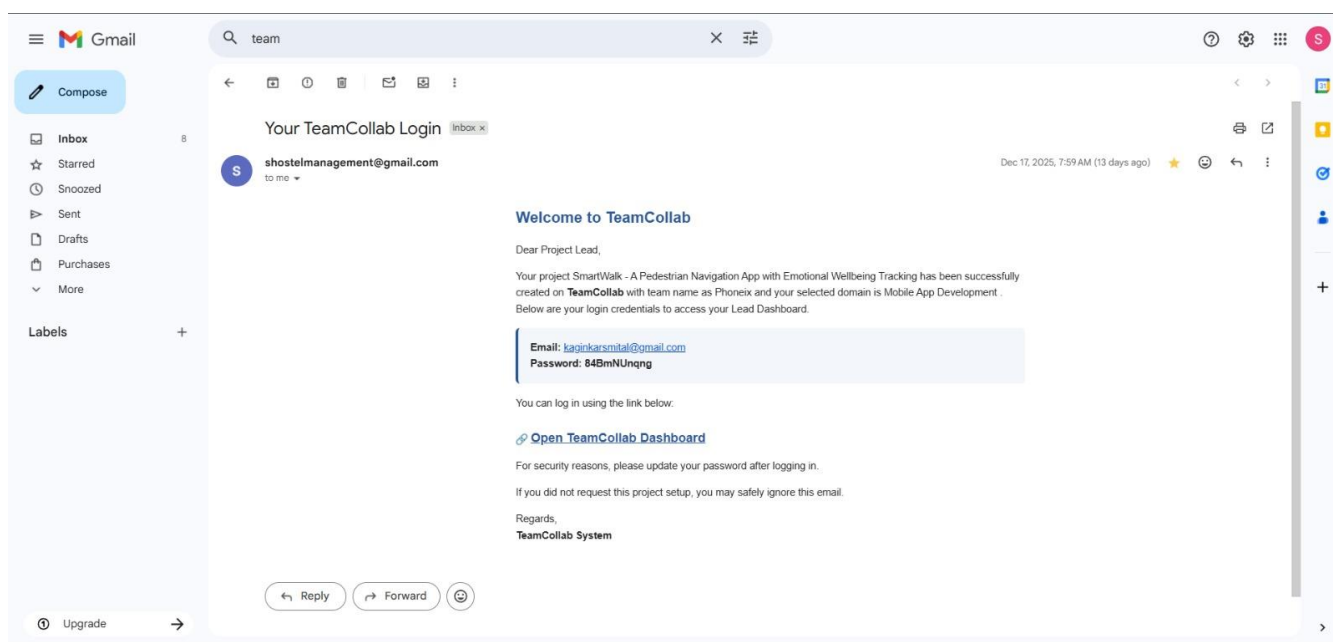 Gmail
team
S
Compose
Inbox 8
Starred
Snoozed
Sent
Drafts
Purchases
More
Labels
Upgrade
31
Your TeamCollab Login Inbox ×
S
shostelmanagement@gmail.com
to me
Dec 17, 2025, 7:59 AM (13 days ago)
Welcome to TeamCollab
Dear Project Lead,
Your project SmartWalk - A Pedestrian Navigation App with Emotional Wellbeing Tracking has been successfully
created on TeamCollab with team name as Phoneix and your selected domain is Mobile App Development .
Below are your login credentials to access your Lead Dashboard.
Email: kaginkarsmital@gmail.com
Password: 84BmNUnqng
You can log in using the link below:
Open TeamCollab Dashboard
For security reasons, please update your password after logging in.
If you did not request this project setup, you may safely ignore this email.
Regards,
TeamCollab System
Reply
Forward